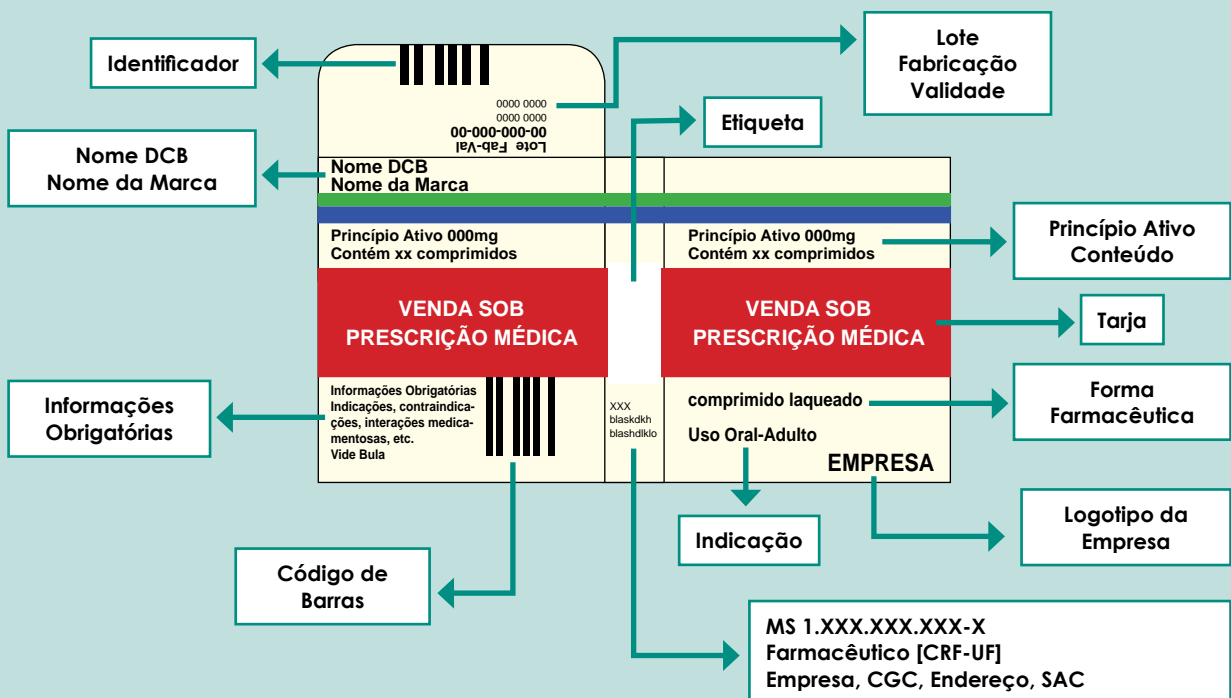 Identificador
Lote
Fabricação
Validade
0000 0000
0000 0000
00-000-000-00
Lote Fab-Val
Etiqueta
Nome DCB
Nome da Marca
Nome DCB
Nome da Marca
Princípio Ativo 000mg
Contém xx comprimidos
Princípio Ativo 000mg
Contém xx comprimidos
Princípio Ativo
Conteúdo
VENDA SOB
PRESCRIÇÃO MÉDICA
VENDA SOB
PRESCRIÇÃO MÉDICA
Tarja
Informações
Obrigatórias
Informações Obrigatórias
Indicações, contraindica-
ções, interações medica-
mentosas, etc.
Vide Bula
XXX
blaskdkh
blashdlklo
comprimido laqueado
Uso Oral-Adulto
EMPRESA
Forma
Farmacêutica
Indicação
Logotipo da
Empresa
Código de
Barras
MS 1.XXX.XXX.XXX-X
Farmacêutico [CRF-UF]
Empresa, CGC, Endereço, SAC